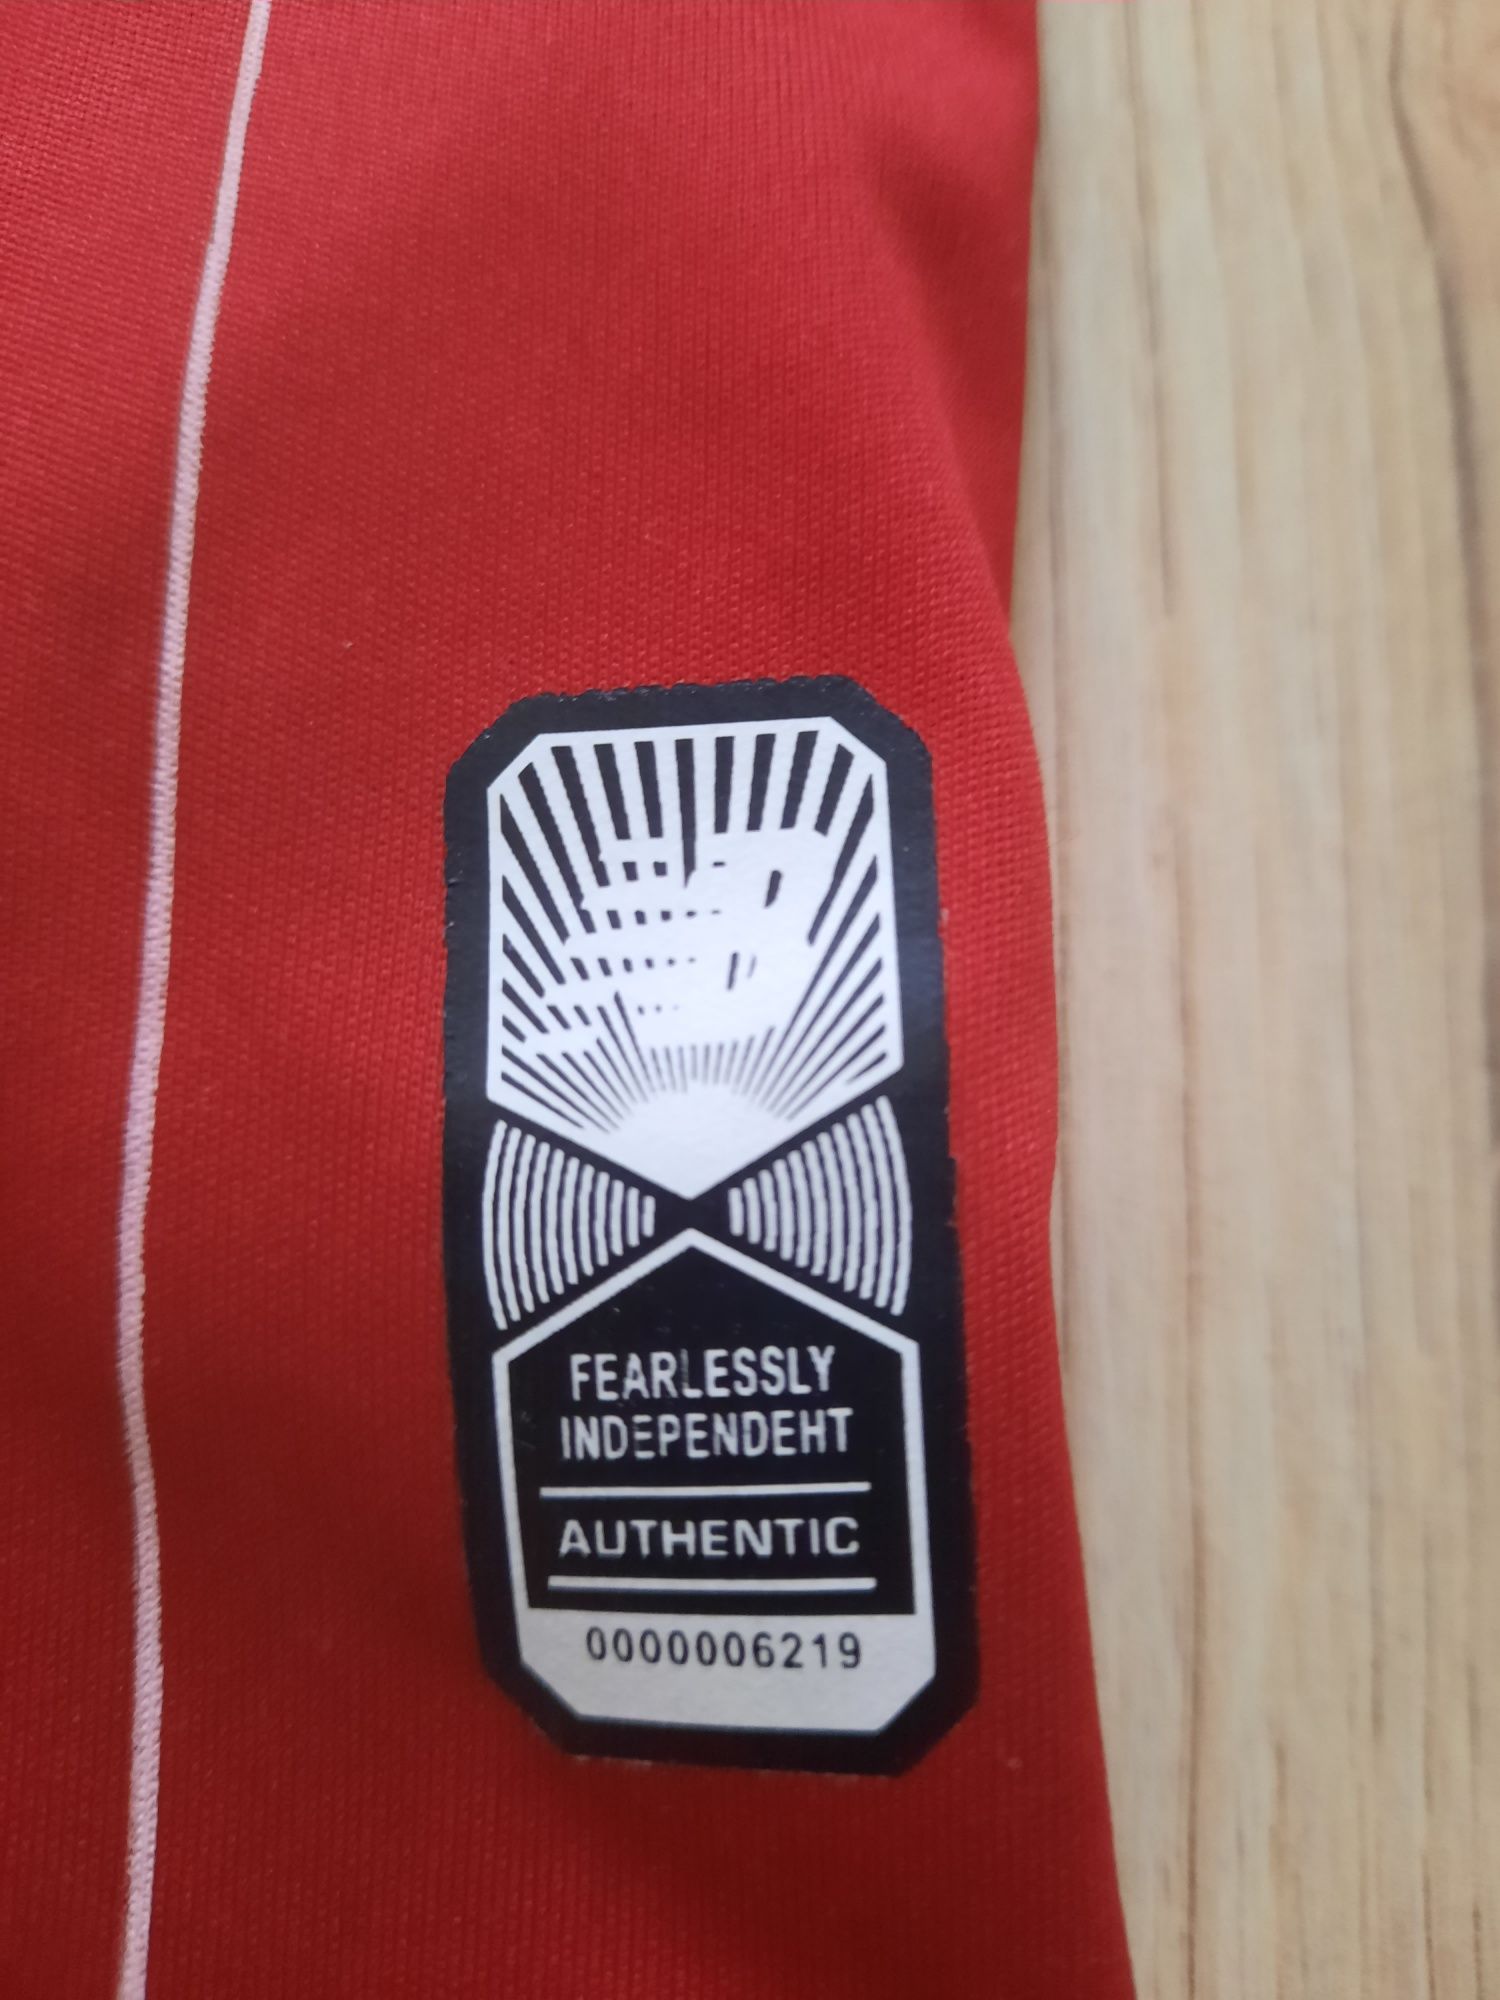 FEARLESSLY
INDEPENDEHT
AUTHENTIC
0000006219